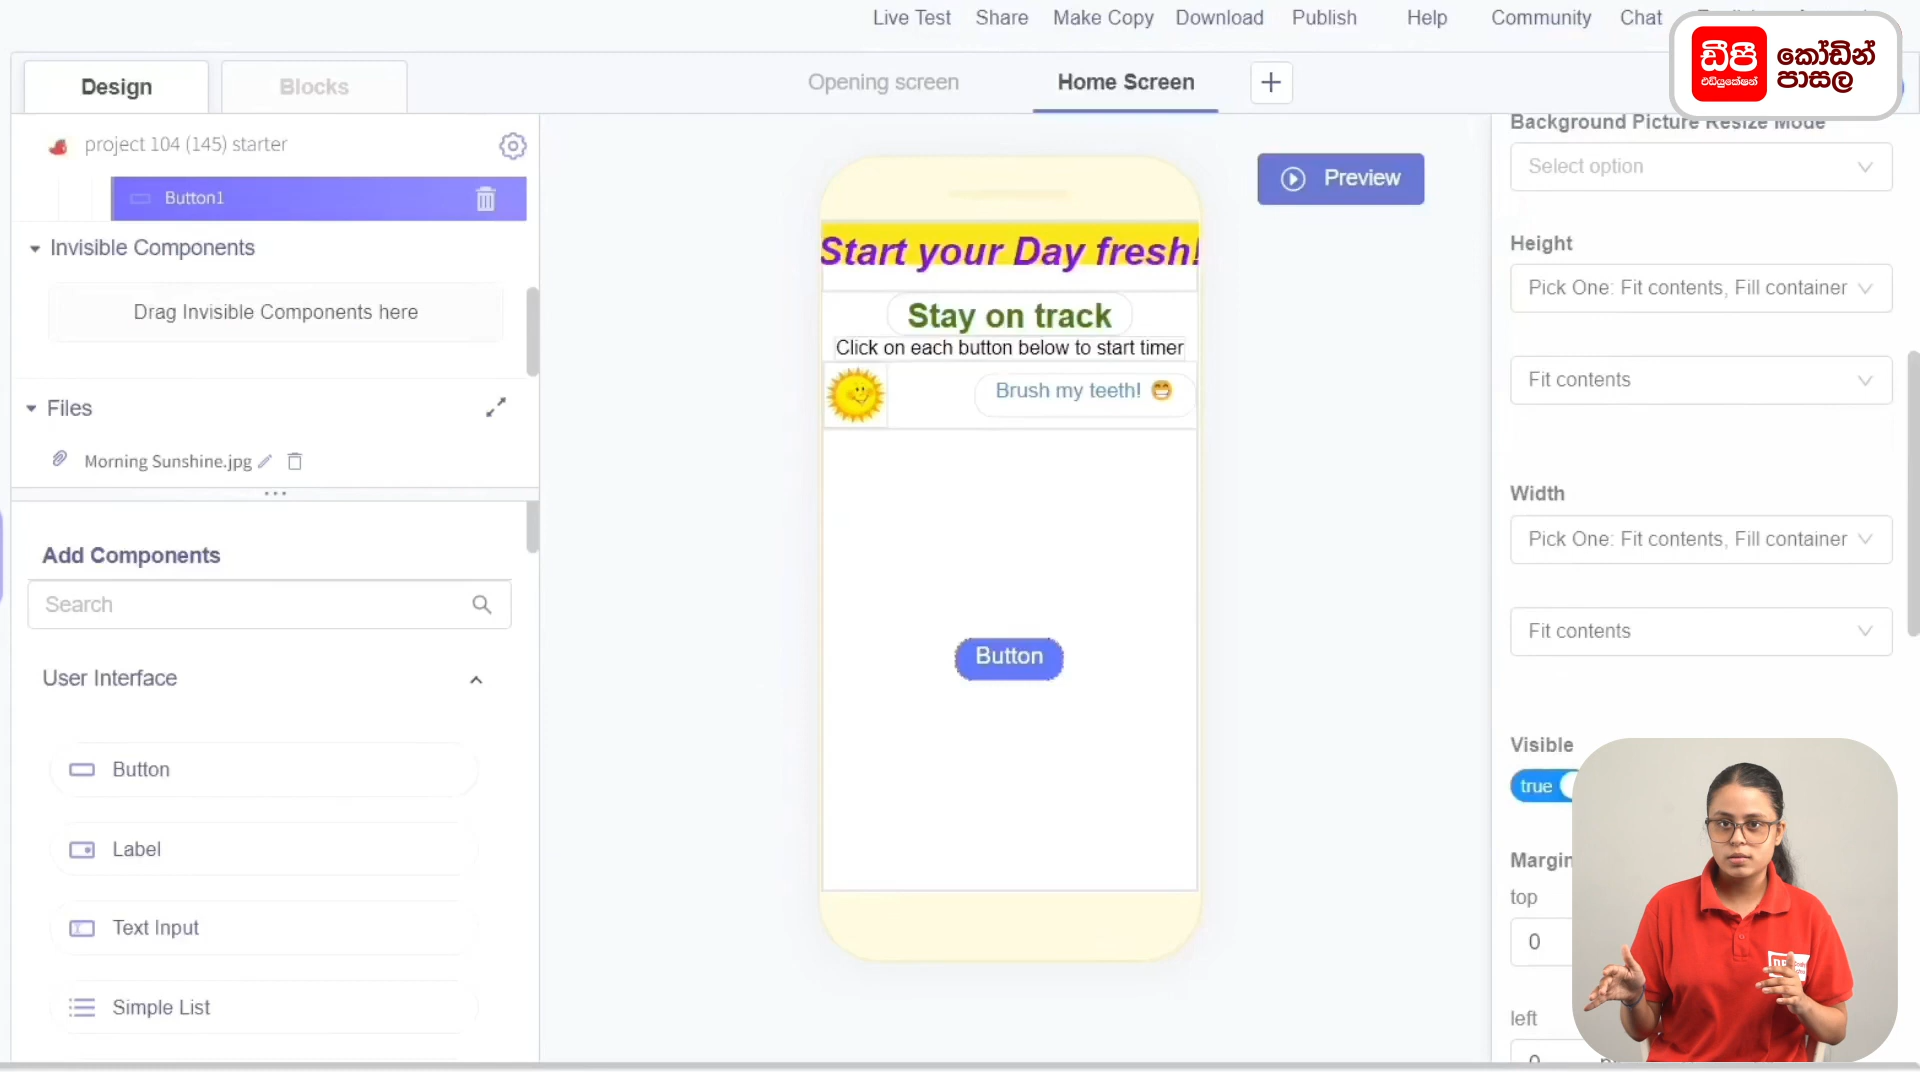 Live Test Share Make Copy Download Publish Help Community Chat
ඩීපී
එඩියුකේෂන්
කෝඩින්
පාසල
Design
Blocks
Opening screen
Home Screen
+
project 104 (145) starter
Button1
Invisible Components
Drag Invisible Components here
Files
Morning Sunshine.jpg
Add Components
Search
User Interface
Button
Label
Text Input
Simple List
Preview
Start your Day fresh!
Stay on track
Click on each button below to start timer
Brush my teeth! 😁
Button
Background Picture Resize Mode
Select option
Height
Pick One: Fit contents, Fill container
Fit contents
Width
Pick One: Fit contents, Fill container
Fit contents
Visible
true
Margin
top
0
left
0